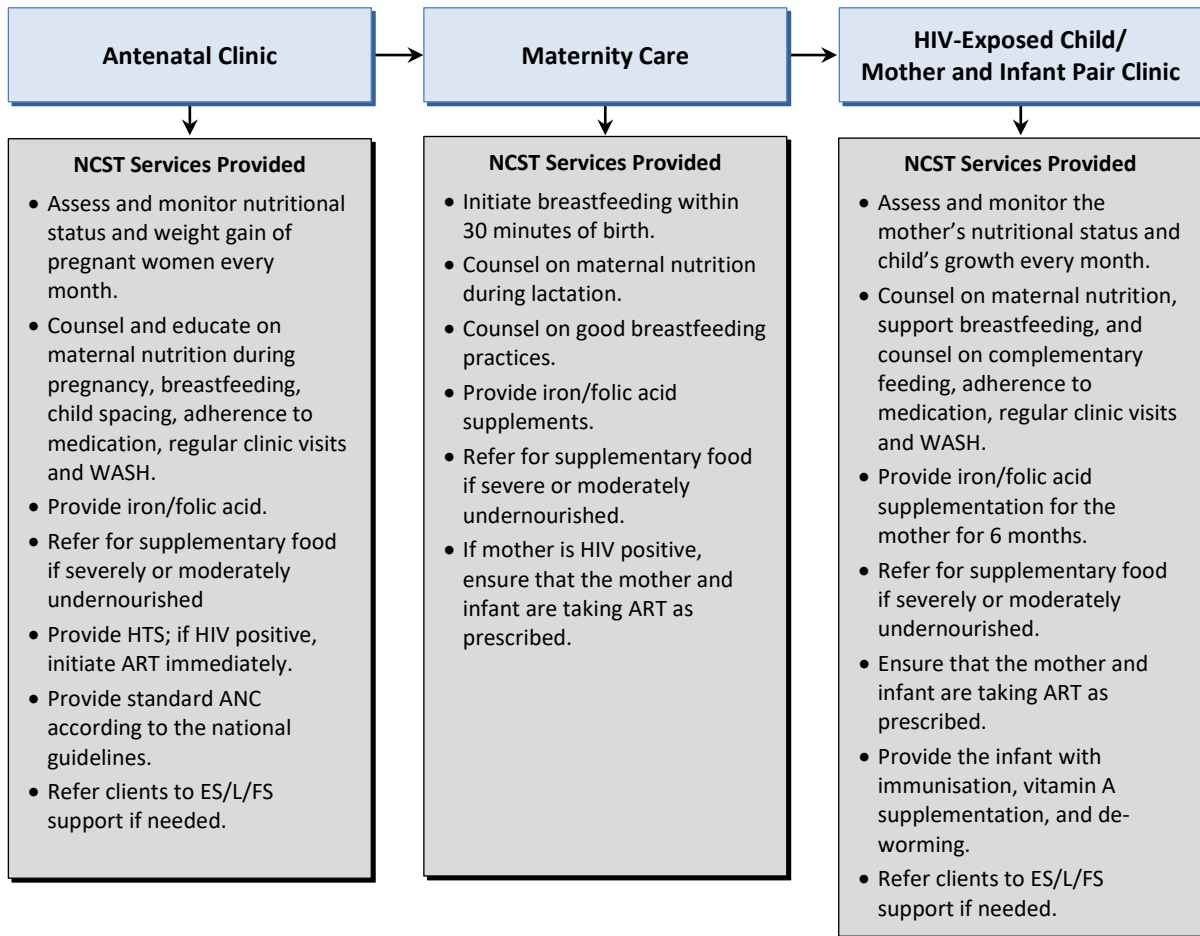 Antenatal Clinic
Maternity Care
HIV-Exposed Child/
Mother and Infant Pair Clinic
NCST Services Provided
• Assess and monitor nutritional
status and weight gain of
pregnant women every
month.
• Counsel and educate on
maternal nutrition during
pregnancy, breastfeeding,
child spacing, adherence to
medication, regular clinic visits
and WASH.
• Provide iron/folic acid.
• Refer for supplementary food
if severely or moderately
undernourished
• Provide HTS; if HIV positive,
initiate ART immediately.
• Provide standard ANC
according to the national
guidelines.
• Refer clients to ES/L/FS
support if needed.
NCST Services Provided
• Initiate breastfeeding within
30 minutes of birth.
• Counsel on maternal nutrition
during lactation.
• Counsel on good breastfeeding
practices.
• Provide iron/folic acid
supplements.
• Refer for supplementary food
if severe or moderately
undernourished.
• If mother is HIV positive,
ensure that the mother and
infant are taking ART as
prescribed.
NCST Services Provided
• Assess and monitor the
mother’s nutritional status and
child’s growth every month.
• Counsel on maternal nutrition,
support breastfeeding, and
counsel on complementary
feeding, adherence to
medication, regular clinic visits
and WASH.
• Provide iron/folic acid
supplementation for the
mother for 6 months.
• Refer for supplementary food
if severely or moderately
undernourished.
• Ensure that the mother and
infant are taking ART as
prescribed.
• Provide the infant with
immunisation, vitamin A
supplementation, and de-
worming.
• Refer clients to ES/L/FS
support if needed.